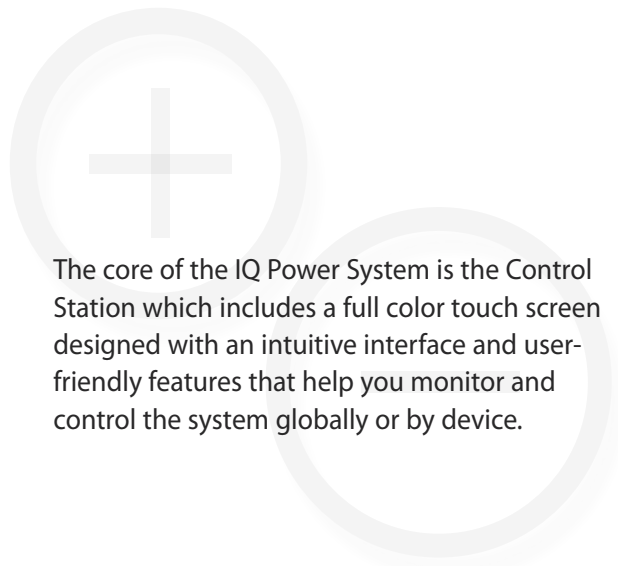 The core of the IQ Power System is the Control
Station which includes a full color touch screen
designed with an intuitive interface and user-
friendly features that help you monitor and
control the system globally or by device.